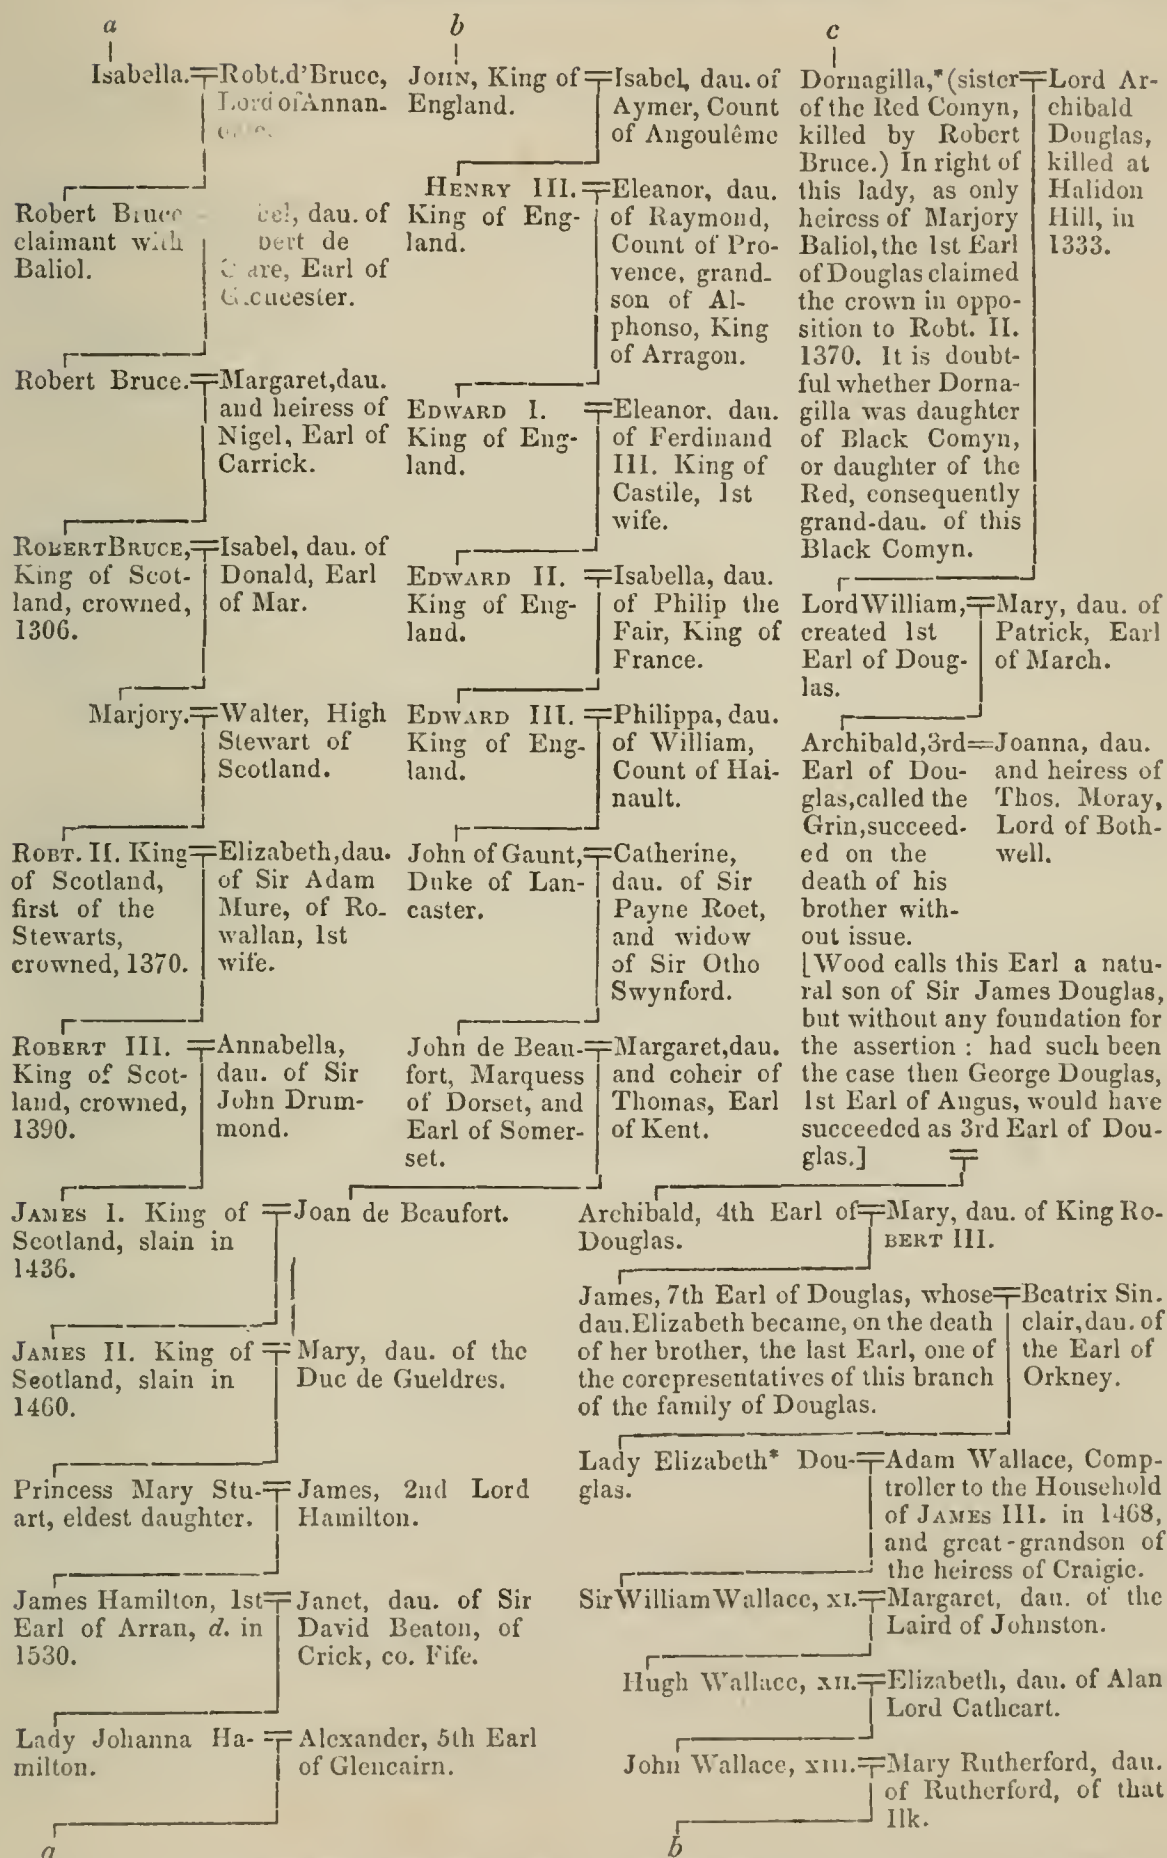 a
Isabella.
Robt.d'Bruce,
Lord of Annan-
Robert Bruce
claimant with
Baliol.
dau. of
de
Earl of
Robert Bruce.
Margaret,dau.
and heiress of
Nigel, Earl of
Carrick.
ROBERT BRUCE,
King of Scot-
land, crowned,
1306.
Isabel, dau. of
Donald, Earl
of Mar.
Marjory.
Walter, High
Stewart of
Scotland.
ROBT. II. King
of Scotland,
first of the
Stewarts,
crowned, 1370.
Elizabeth,dau.
of Sir Adam
Mure, of Ro-
wallan, 1st
wife.
ROBERT III.
King of Scot-
land, crowned,
1390.
Annabella,
dau. of Sir
John Drum-
mond.
b
JOHN, King of
England.
Isabel, dau. of
Aymer, Count
of Angoulême
HENRY III.
King of Eng-
land.
Eleanor, dau.
of Raymond,
Count of Pro-
vence, grand-
son of Al-
phonso, King
of Arragon.
EDWARD I.
King of Eng-
land.
Eleanor. dau.
of Ferdinand
III. King of
Castile, 1st
wife.
EDWARD II.
King of Eng-
land.
Isabella, dau.
of Philip the
Fair, King of
France.
EDWARD III.
King of Eng-
land.
Philippa, dau.
of William,
Count of Hai-
nault.
John of Gaunt,
Duke of Lan-
caster.
Catherine,
dau. of Sir
Payne Roet,
and widow
of Sir Otho
Swynford.
John de Beau-
fort, Marquess
of Dorset, and
Earl of Somer-
set.
Margaret,dau.
and coheir of
Thomas, Earl
of Kent.
c
Dornagilla,* (sister
of the Red Comyn,
killed by Robert
Bruce.) In right of
this lady, as only
heiress of Marjory
Baliol,the 1st Earl
of Douglas claimed
the crown in oppo-
sition to Robt. II.
1370. It is doubt-
ful whether Dorna-
gilla was daughter
of Black Comyn,
or daughter of the
Red, consequently
grand-dau. of this
Black Comyn.
Lord Ar-
chibald
Douglas,
killed at
Halidon
Hill, in
1333.
Lord William,
created 1st
Earl of Doug-
las.
Mary, dau. of
Patrick, Earl
of March.
Archibald,3rd
Earl of Dou-
glas,called the
Grin,succeed-
ed on the
death of his
brother with-
out issue.
Joanna, dau.
and heiress of
Thos. Moray,
Lord of Both-
well.
[Wood calls this Earl a natu-
ral son of Sir James Douglas,
but without any foundation for
the assertion : had such been
the case then George Douglas,
1st Earl of Angus, would have
succeeded as 3rd Earl of Dou-
glas.]
JAMES I. King of
Scotland, slain in
1436.
Joan de Beaufort.
JAMES II. King of
Scotland, slain in
1460.
Mary, dau. of the
Duc de Gueldres.
Princess Mary Stu-
art, eldest daughter.
James, 2nd Lord
Hamilton.
James Hamilton, 1st
Earl of Arran, d. in
1530.
Janet, dau. of Sir
David Beaton, of
Crick, co. Fife.
Lady Johanna Ha-
milton.
Alexander, 5th Earl
of Glencairn.
a
Archibald, 4th Earl of
Douglas.
Mary, dau. of King RO-
BERT III.
James, 7th Earl of Douglas, whose
dau.Elizabeth became, on the death
of her brother, the last Earl, one of
the corepresentatives of this branch
of the family of Douglas.
Beatrix Sin.
clair,dau. of
the Earl of
Orkney.
Lady Elizabeth* Dou-
glas.
Adam Wallace, Comp-
troller to the Household
of JAMES III. in 1468,
and great-grandson of
the heiress of Craigie.
Sir William Wallace, XI.
Margaret, dau. of the
Laird of Johnston.
Hugh Wallace, XII.
Elizabeth, dau. of Alan
Lord Cathcart.
John Wallace, XIII.
Mary Rutherford, dau.
of Rutherford, of that
Ilk.
b